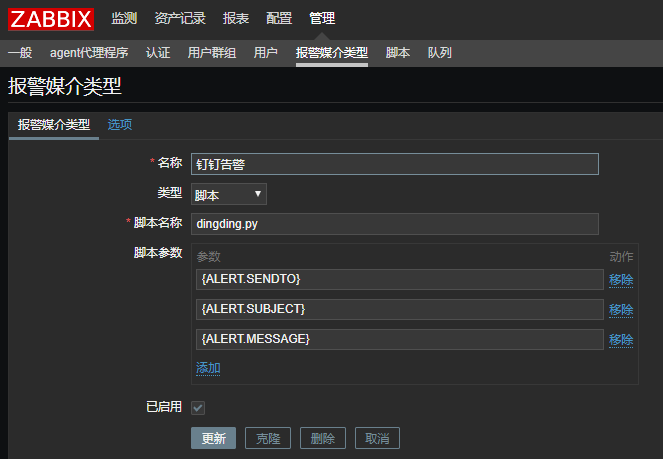 ZABBIX 监测 资产记录 报表 配置 管理
一般 agent代理程序 认证 用户群组 用户 报警媒介类型 脚本 队列
报警媒介类型
报警媒介类型 选项
* 名称 钉钉告警
类型 脚本
* 脚本名称 dingding.py
脚本参数 参数 动作
{ALERT.SENDTO} 移除
{ALERT.SUBJECT} 移除
{ALERT.MESSAGE} 移除
添加
已启用
更新 克隆 删除 取消